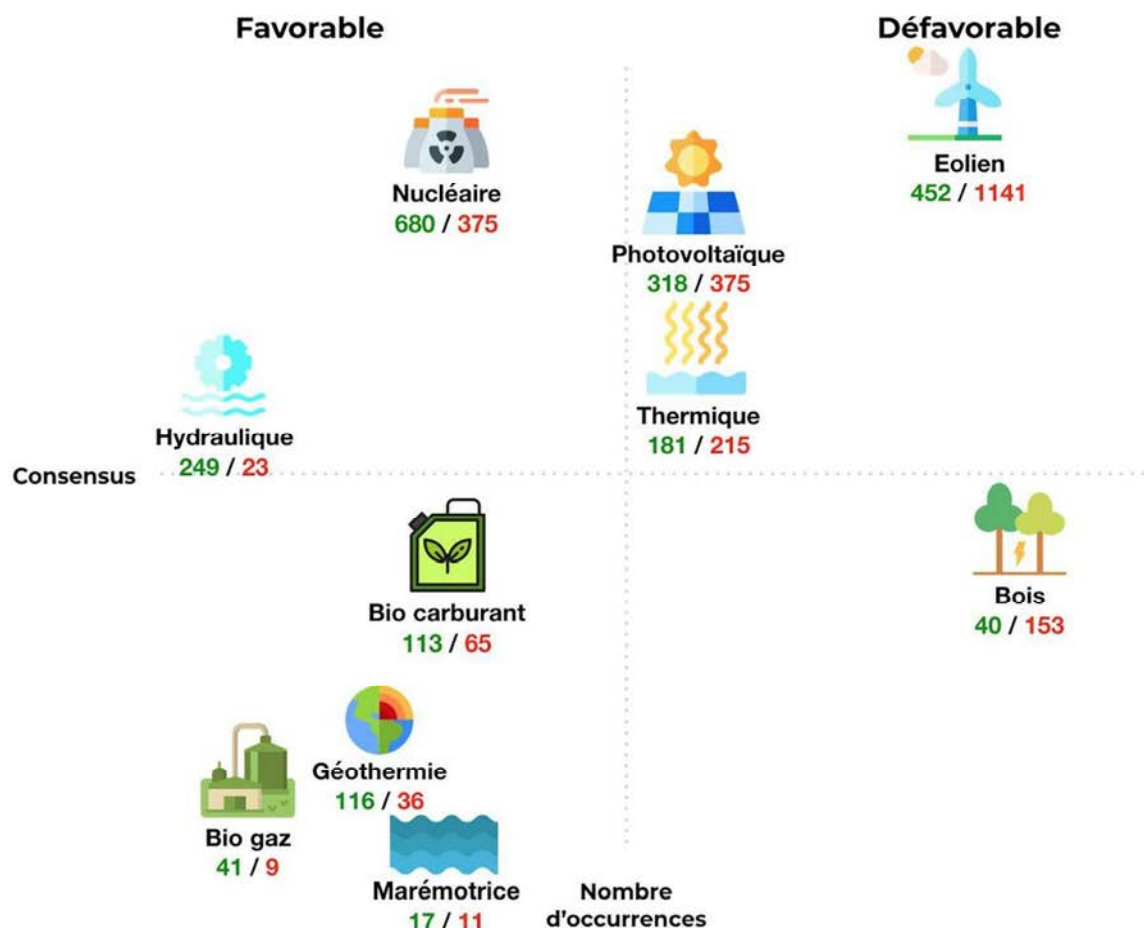 Favorable
Défavorable
Nucléaire
680 / 375
Eolien
452 / 1141
Photovoltaïque
318 / 375
Thermique
181 / 215
Hydraulique
249 / 23
Consensus
Bio carburant
113 / 65
Bois
40 / 153
Géothermie
116 / 36
Bio gaz
41 / 9
Marémotrice
17 / 11
Nombre
d'occurrences